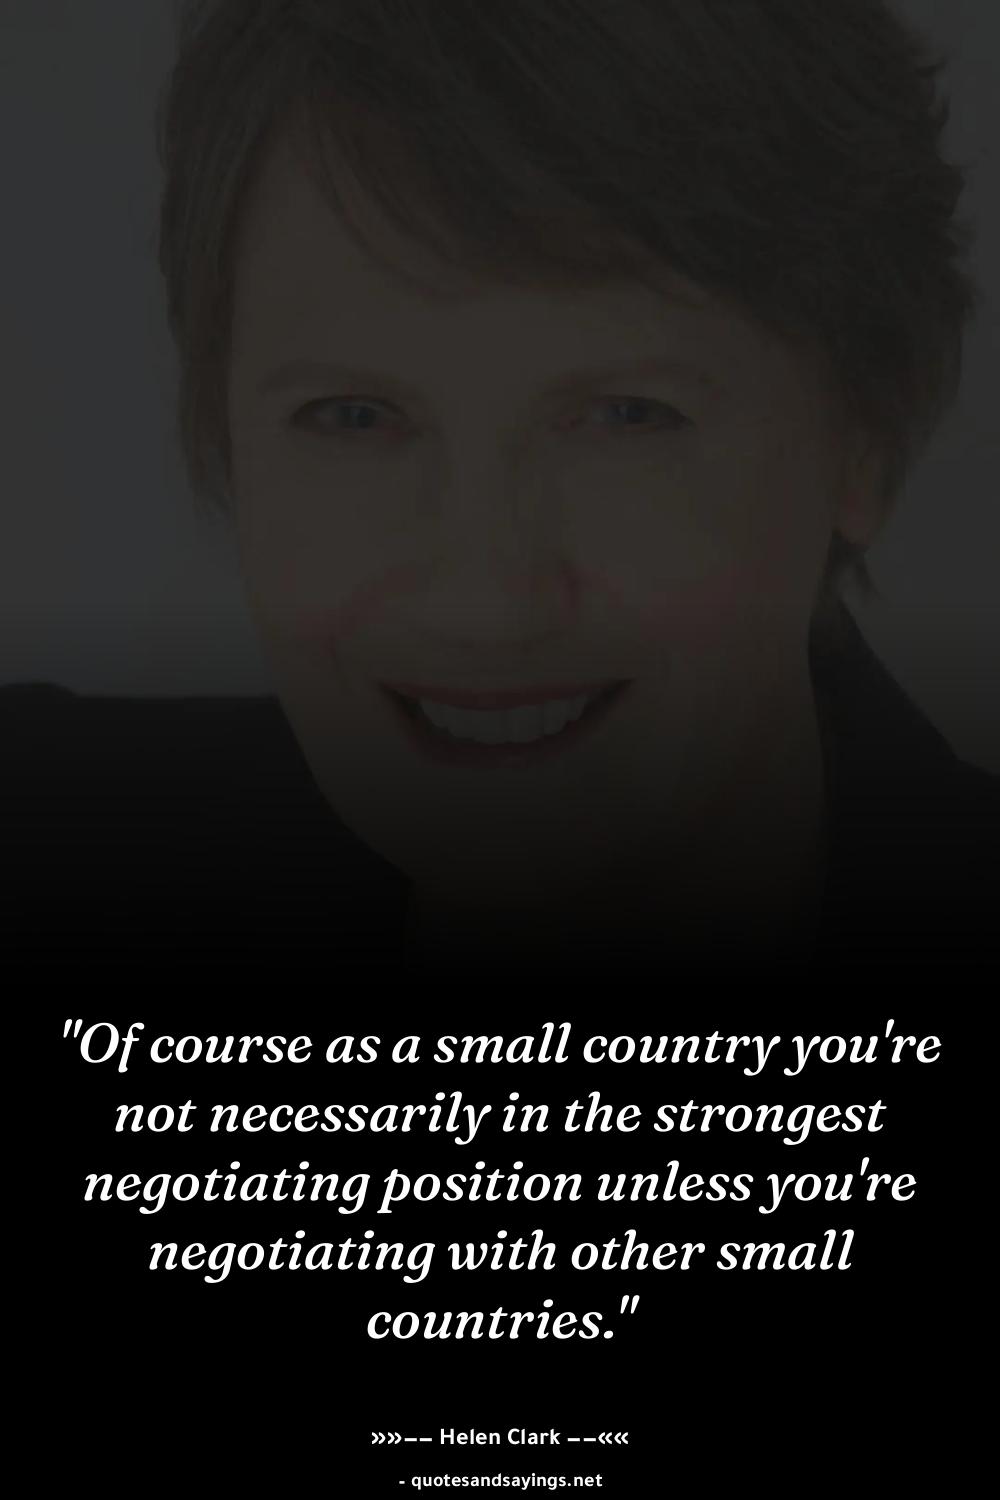 "Of course as a small country you're
not necessarily in the strongest
negotiating position unless you're
negotiating with other small
countries."
»»−− Helen Clark −−««
- quotesandsayings.net